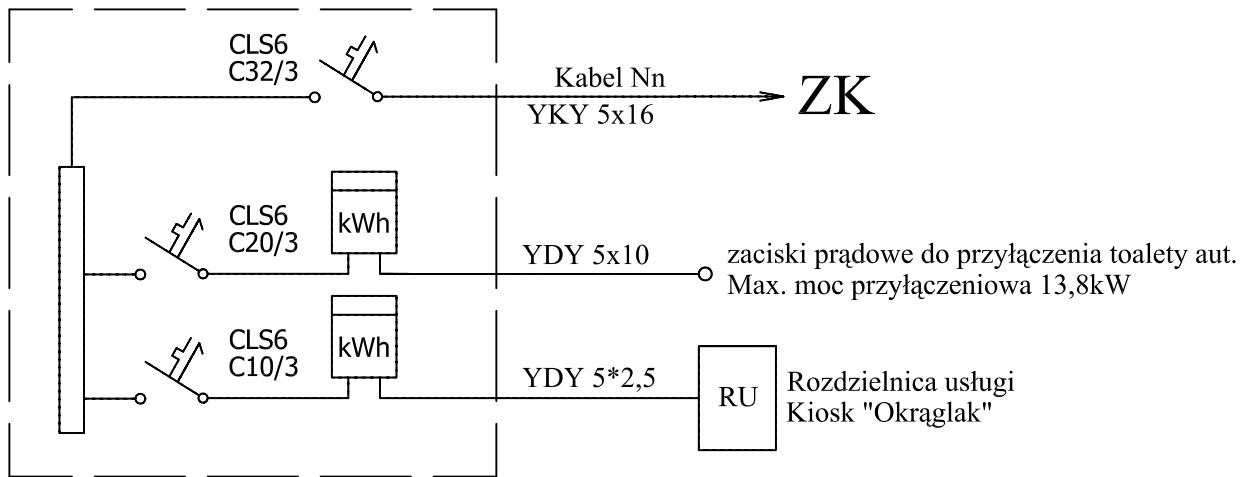 CLS6
C32/3
Kabel Nn
YKY 5x16
ZK
CLS6
C20/3
kWh
YDY 5x10
zaciski prądowe do przyłączenia toalety aut.
Max. moc przyłączeniowa 13,8kW
CLS6
C10/3
kWh
YDY 5*2,5
RU
Rozdzielnica usługi
Kiosk "Okrąglak"